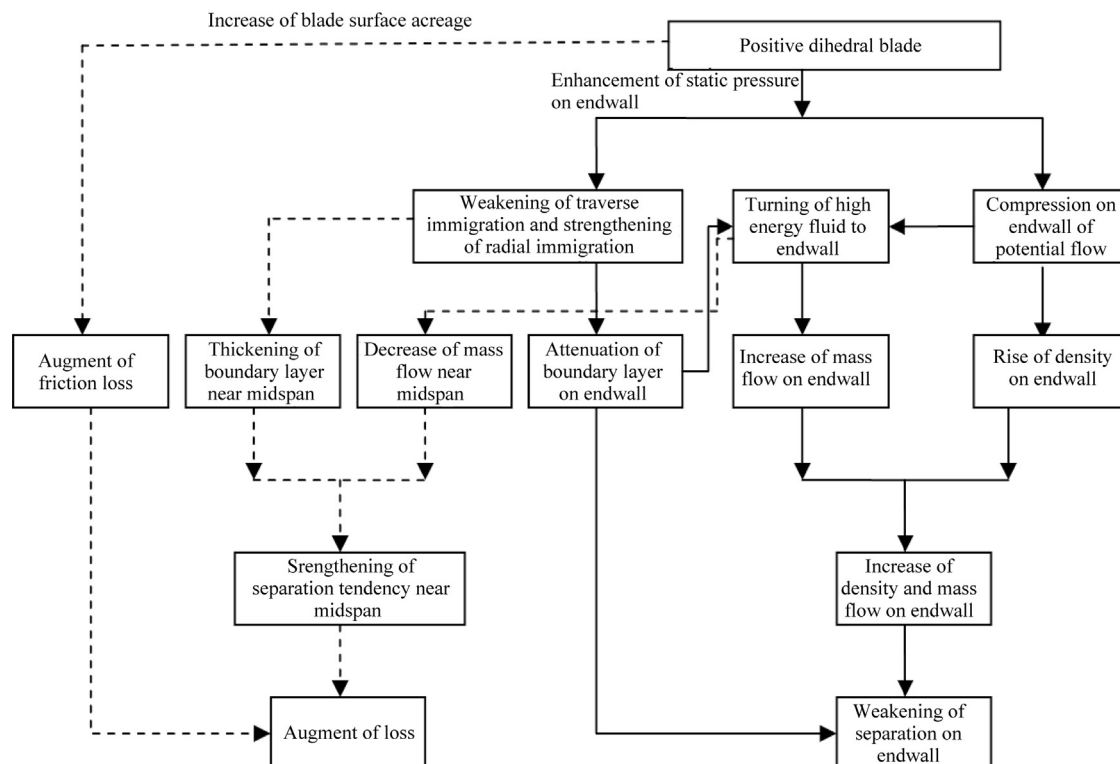 Increase of blade surface acreage
Positive dihedral blade
Enhancement of static pressure
on endwall
Weakening of traverse
immigration and strengthening
of radial immigration
Turning of high
energy fluid to
endwall
Compression on
endwall of
potential flow
Augment of
friction loss
Thickening of
boundary layer
near midspan
Decrease of mass
flow near
midspan
Attenuation of
boundary layer
on endwall
Increase of mass
flow on endwall
Rise of density
on endwall
Srengthening of
separation tendency near
midspan
Increase of
density and mass
flow on endwall
Augment of loss
Weakening of
separation on
endwall